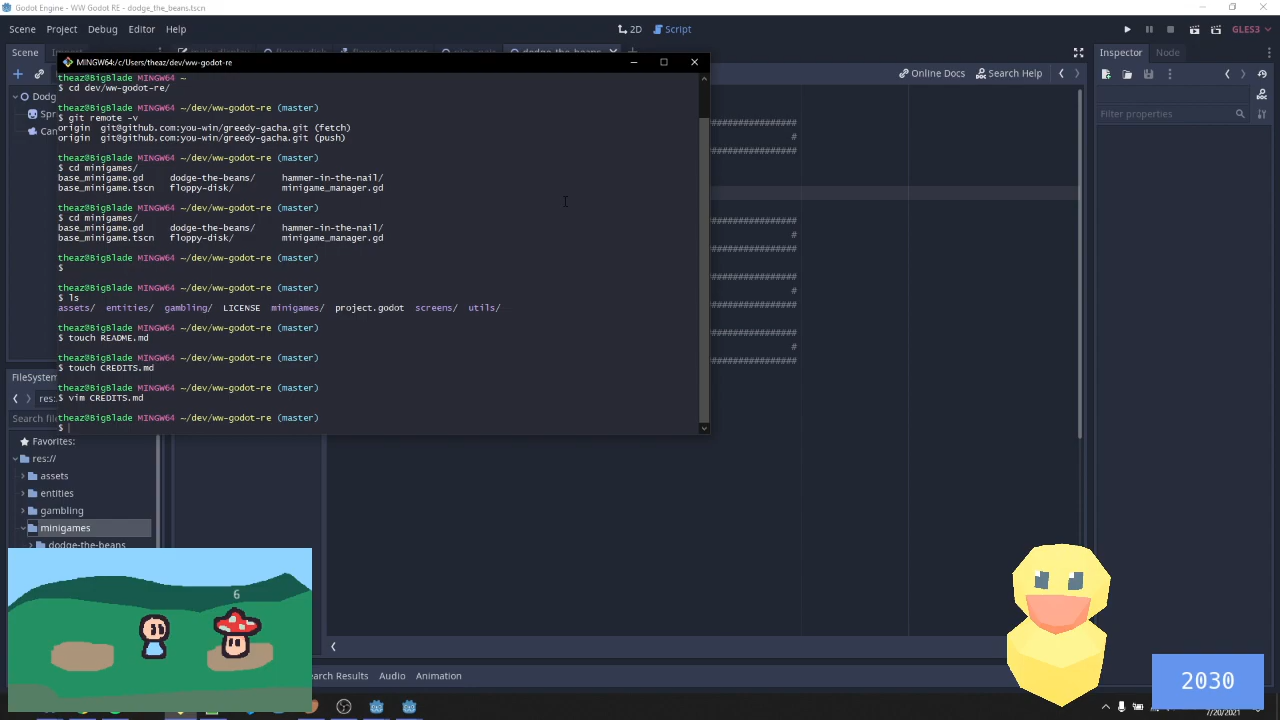 Godot Engine - WW Godot RE - dodge_the_beans.tscn
Scene Project Debug Editor Help
2D Script
GLES3
Scene
Inspector Node
MINGW64:/c/Users/theaz/dev/ww-godot-re
Online Docs Search Help
Filter properties
theaz@BigBlade MINGW64 ~
$ cd dev/ww-godot-re/
theaz@BigBlade MINGW64 ~/dev/ww-godot-re (master)
$ git remote -v
origin git@github.com:you-win/greedy-gacha.git (fetch)
origin git@github.com:you-win/greedy-gacha.git (push)
theaz@BigBlade MINGW64 ~/dev/ww-godot-re (master)
$ cd minigames/
base_minigame.gd dodge-the-beans/ hammer-in-the-nail/
base_minigame.tscn floppy-disk/ minigame_manager.gd
theaz@BigBlade MINGW64 ~/dev/ww-godot-re (master)
$ cd minigames/
base_minigame.gd dodge-the-beans/ hammer-in-the-nail/
base_minigame.tscn floppy-disk/ minigame_manager.gd
theaz@BigBlade MINGW64 ~/dev/ww-godot-re (master)
$
theaz@BigBlade MINGW64 ~/dev/ww-godot-re (master)
$ ls
assets/ entities/ gambling/ LICENSE minigames/ project.godot screens/ utils/
theaz@BigBlade MINGW64 ~/dev/ww-godot-re (master)
$ touch README.md
theaz@BigBlade MINGW64 ~/dev/ww-godot-re (master)
$ touch CREDITS.md
theaz@BigBlade MINGW64 ~/dev/ww-godot-re (master)
$ vim CREDITS.md
theaz@BigBlade MINGW64 ~/dev/ww-godot-re (master)
$
Dodg
Spr
Can
FileSystem
res:
Search file
Favorites:
res://
assets
entities
gambling
minigames
dodge-the-beans
6
earch Results Audio Animation
2030
7/20/2021